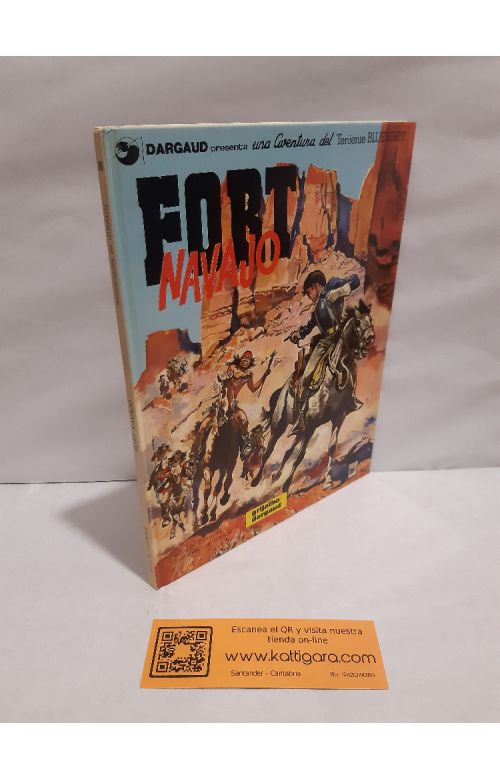 DARGAUD presenta una Aventura del Teniente BLUEBERRY
FORT
NAVAJO
grijalbo
dargaud
Escanea el QR y visita nuestra
tienda on-line
www.kattigara.com
Santander - Cantabria